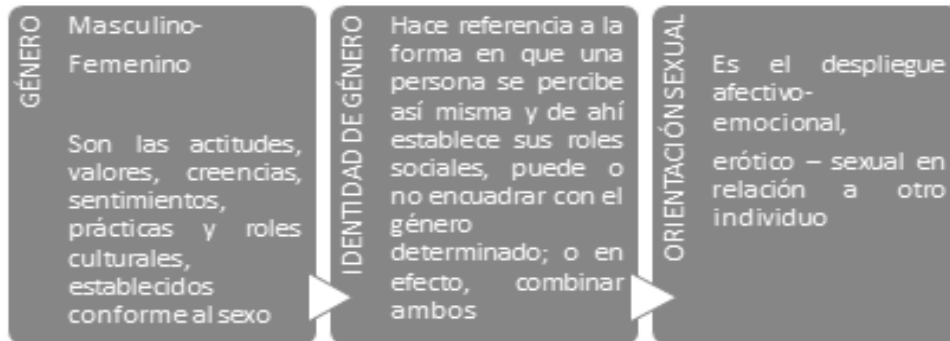 GÉNERO
Masculino-
Femenino
Son las actitudes,
valores, creencias,
sentimientos,
prácticas y roles
culturales,
establecidos
conforme al sexo
IDENTIDAD DE GÉNERO
Hace referencia a la
forma en que una
persona se percibe
así misma y de ahí
establece sus roles
sociales, puede o
no encuadrar con el
género
determinado; o en
efecto, combinar
ambos
ORIENTACIÓN SEXUAL
Es el despliegue
afectivo-
emocional,
erótico – sexual en
relación a otro
individuo